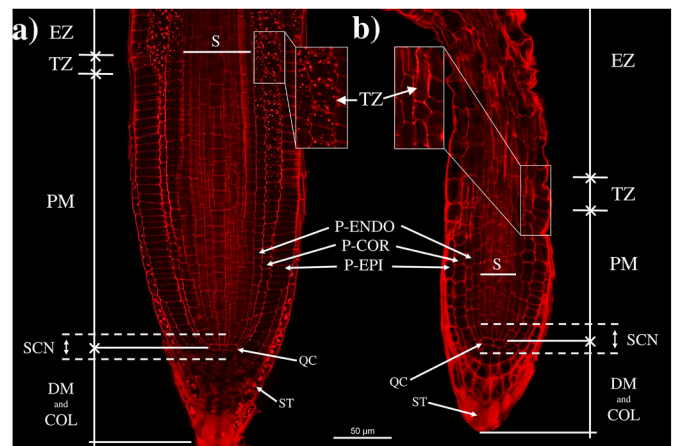 a)
EZ
TZ
PM
SCN
DM
and
COL
S
TZ
P-ENDO
P-COR
P-EPI
QC
ST
50 µm
b)
S
QC
ST
EZ
TZ
PM
SCN
DM
and
COL